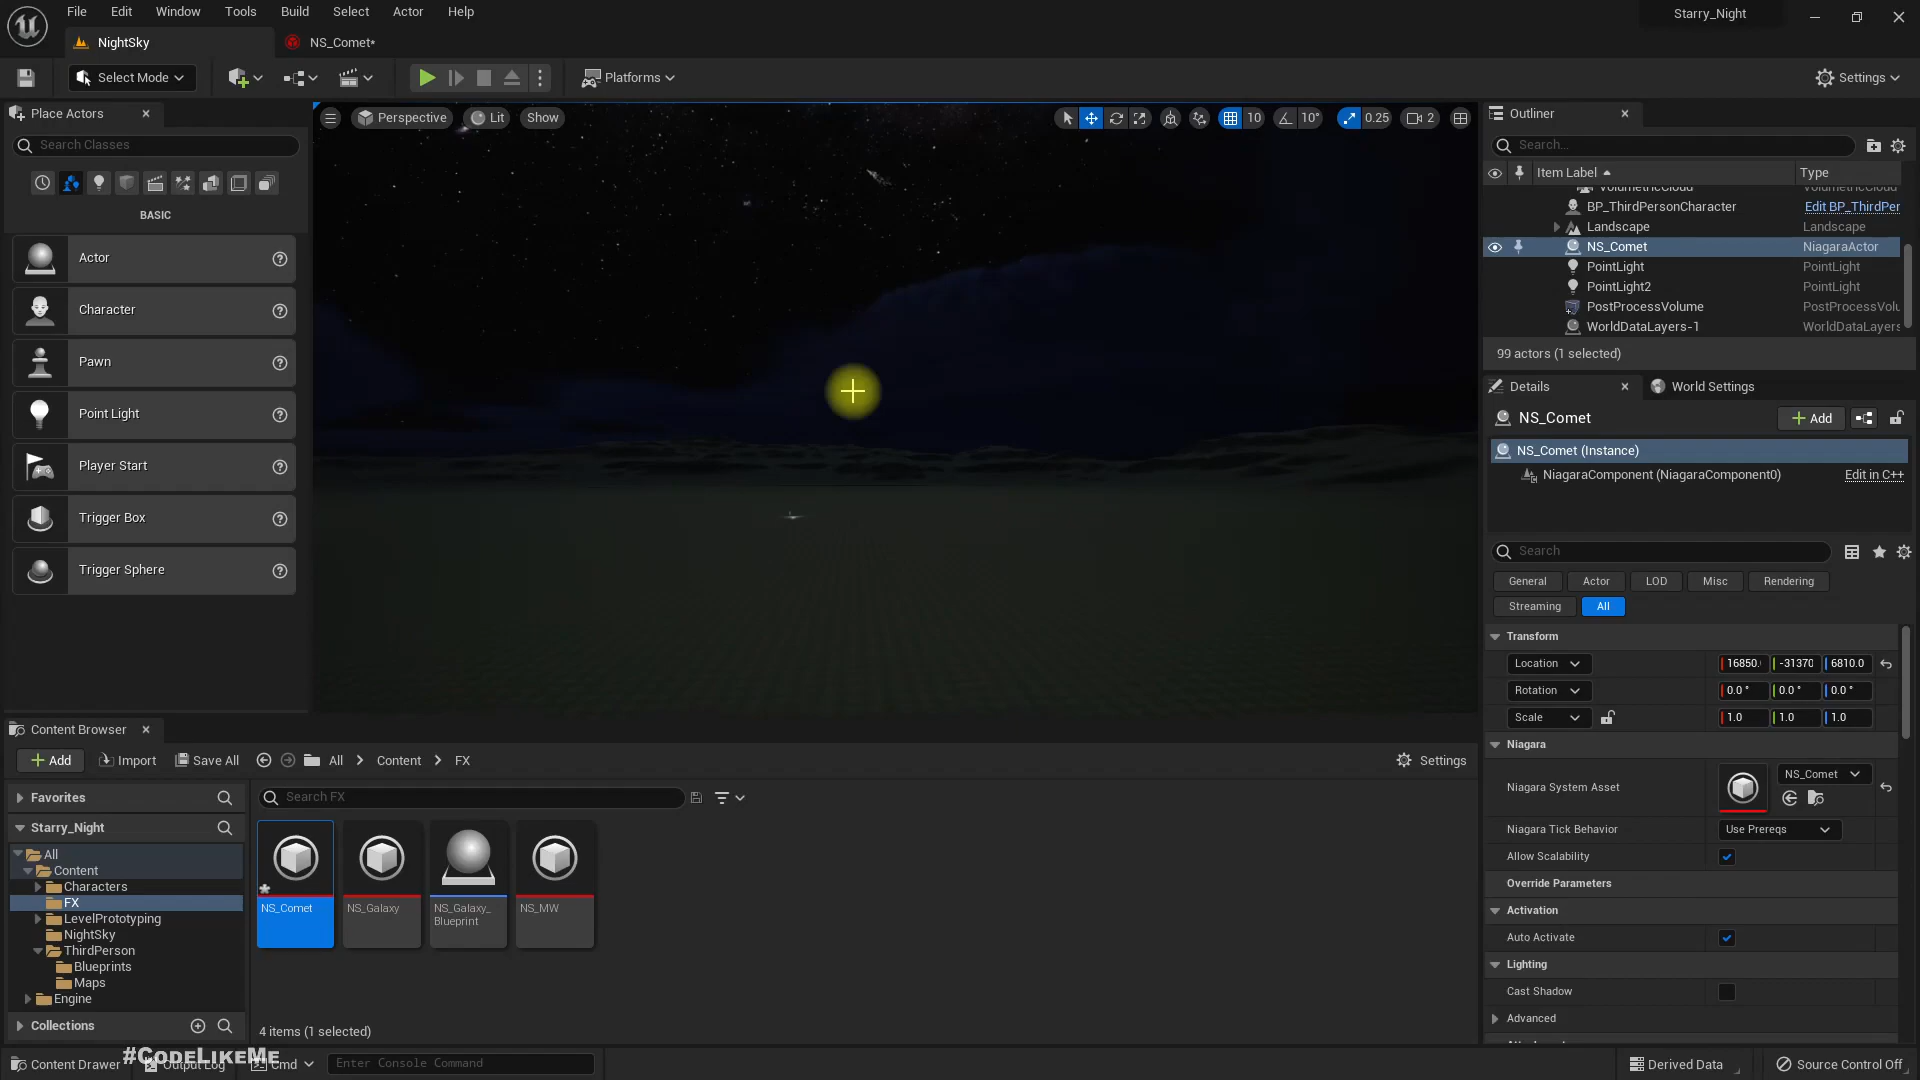 File Edit Window Tools Build Select Actor Help
Starry_Night
NightSky
NS_Comet*
Select Mode
Platforms
Settings
Place Actors
Search Classes
BASIC
Actor
Character
Pawn
Point Light
Player Start
Trigger Box
Trigger Sphere
Perspective
Lit
Show
10
10°
0.25
2
Outliner
Search...
Item Label
Type
VolumetricCloud VolumetricCloud
BP_ThirdPersonCharacter Edit BP_ThirdPer
Landscape Landscape
NS_Comet NiagaraActor
PointLight PointLight
PointLight2 PointLight
PostProcessVolume PostProcessVolu
WorldDataLayers-1 WorldDataLayers
99 actors (1 selected)
Details
World Settings
NS_Comet
Add
NS_Comet (Instance)
NiagaraComponent (NiagaraComponent0) Edit in C++
Search
General Actor LOD Misc Rendering
Streaming All
Transform
Location 16850. -31370 6810.0
Rotation 0.0° 0.0° 0.0°
Scale 1.0 1.0 1.0
Niagara
Niagara System Asset
NS_Comet
Niagara Tick Behavior Use Prereqs
Allow Scalability
Override Parameters
Activation
Auto Activate
Lighting
Cast Shadow
Advanced
Content Browser
Add
Import
Save All
All
Content
FX
Settings
Favorites
Starry_Night
All
Content
Characters
FX
LevelPrototyping
NightSky
ThirdPerson
Blueprints
Maps
Engine
Collections
Search FX
NS_Comet
NS_Galaxy
NS_Galaxy_
Blueprint
NS_MW
4 items (1 selected)
#CodeLikeMe
Content Drawer
Output Log
Cmd
Enter Console Command
Derived Data
Source Control Off